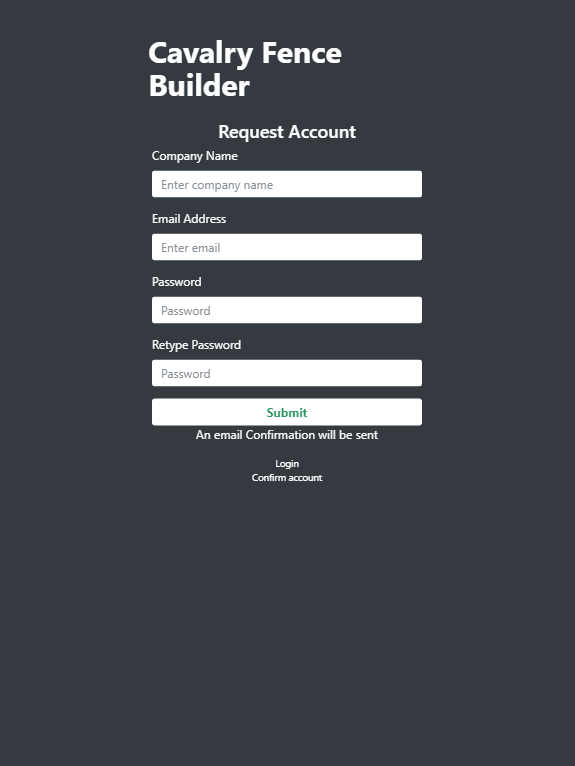 Cavalry Fence
Builder
Request Account
Company Name
Enter company name
Email Address
Enter email
Password
Password
Retype Password
Password
Submit
An email Confirmation will be sent
Login
Confirm account